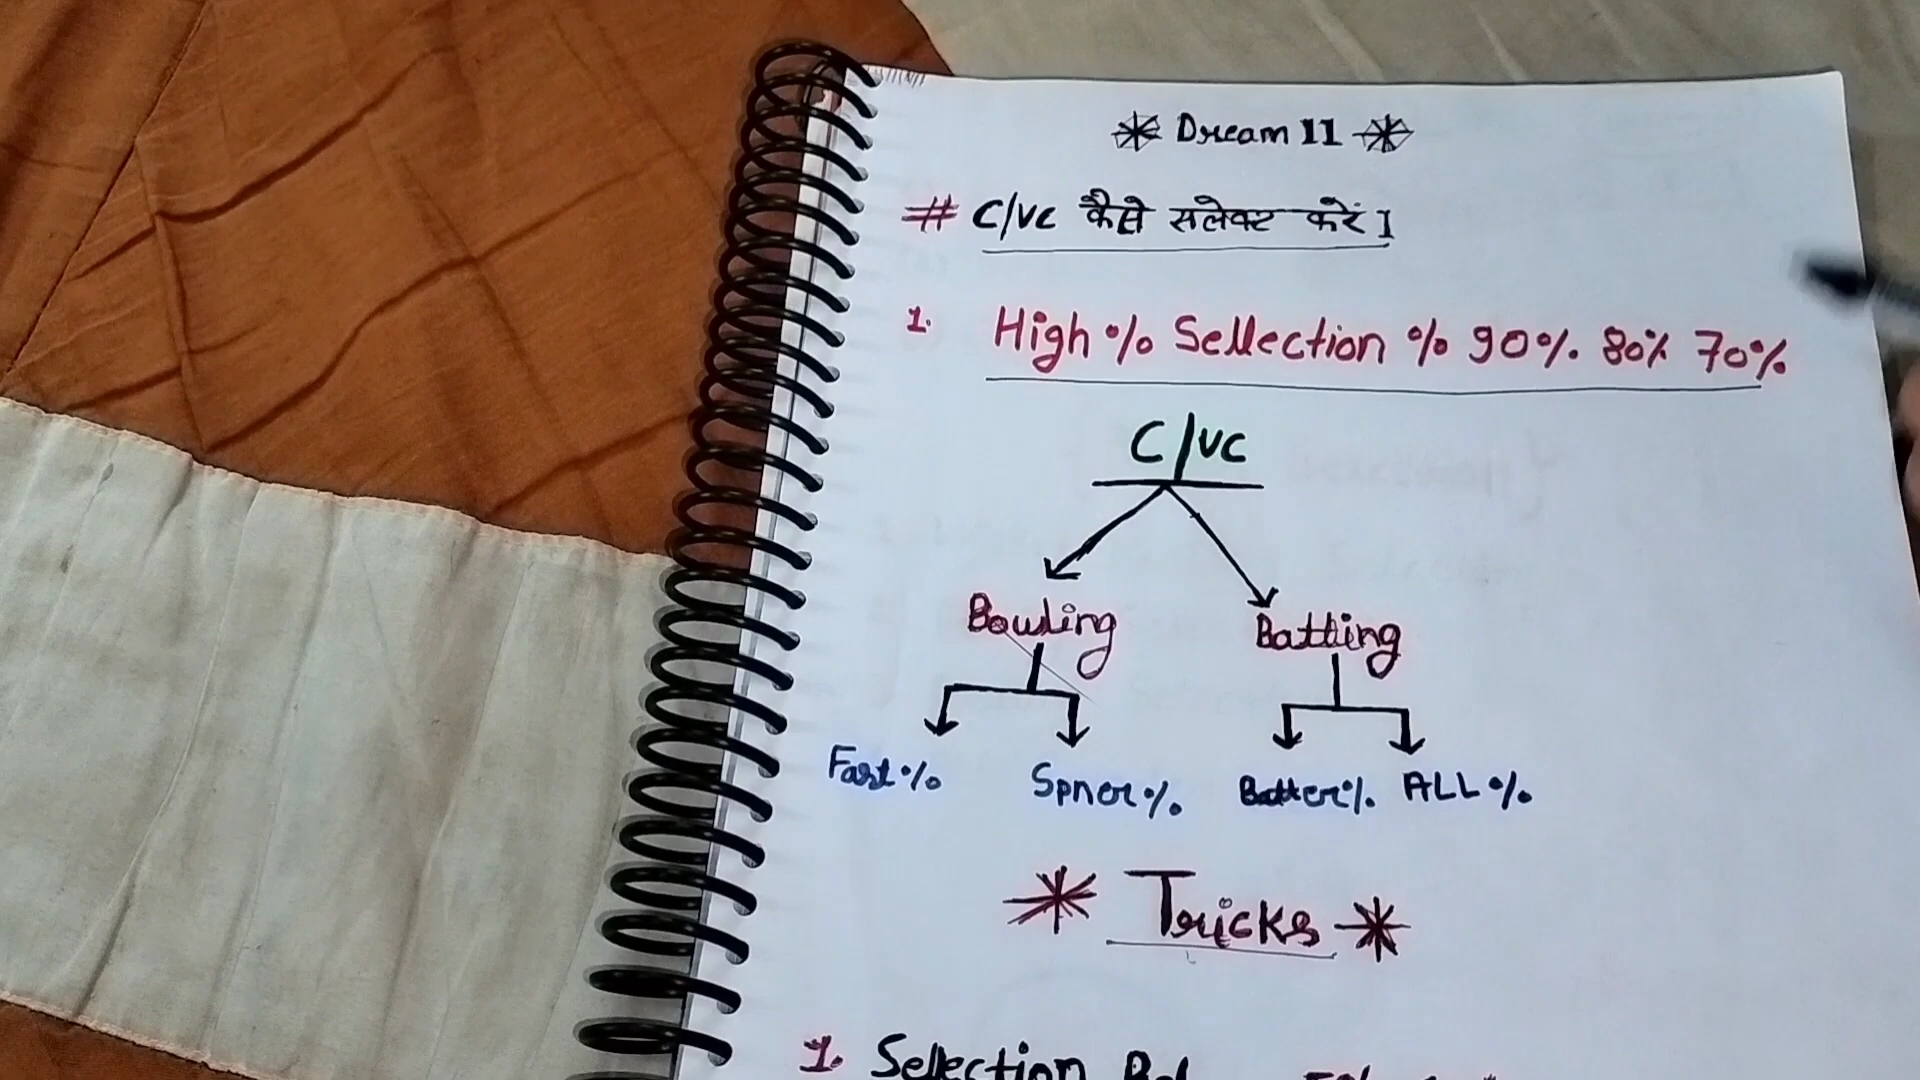 Dream 11
# C/VC कैसे सलेक्ट करें I
1. High % Sellection % 90% 80% 70%
C/VC
Bowling Batting
Fast % Spner % Batter % ALL %
Tricks
1. Sellection